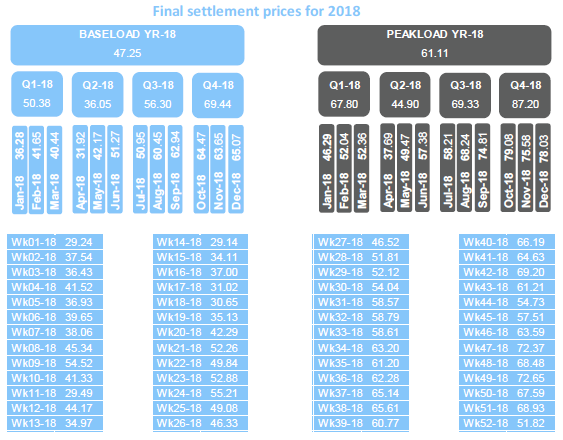 Final settlement prices for 2018
BASELOAD YR-18
47.25
PEAKLOAD YR-18
61.11
Q1-18
50.38
Q2-18
36.05
Q3-18
56.30
Q4-18
69.44
Q1-18
67.80
Q2-18
44.90
Q3-18
69.33
Q4-18
87.20
Jan-18 36.28
Feb-18 41.65
Mar-18 40.44
Apr-18 31.92
May-18 42.17
Jun-18 51.27
Jul-18 50.95
Aug-18 60.45
Sep-18 62.94
Oct-18 64.47
Nov-18 63.65
Dec-18 65.07
Jan-18 46.29
Feb-18 52.04
Mar-18 52.36
Apr-18 37.69
May-18 49.47
Jun-18 57.38
Jul-18 58.21
Aug-18 68.24
Sep-18 74.81
Oct-18 79.08
Nov-18 75.58
Dec-18 78.03
Wk01-18 29.24
Wk02-18 37.54
Wk03-18 36.43
Wk04-18 41.52
Wk05-18 36.93
Wk06-18 39.65
Wk07-18 38.06
Wk08-18 45.34
Wk09-18 54.52
Wk10-18 41.33
Wk11-18 29.49
Wk12-18 44.17
Wk13-18 34.97
Wk14-18 29.14
Wk15-18 34.11
Wk16-18 37.00
Wk17-18 31.02
Wk18-18 30.65
Wk19-18 35.13
Wk20-18 42.29
Wk21-18 52.26
Wk22-18 49.84
Wk23-18 52.88
Wk24-18 55.21
Wk25-18 49.08
Wk26-18 46.33
Wk27-18 46.52
Wk28-18 51.81
Wk29-18 52.12
Wk30-18 54.04
Wk31-18 58.57
Wk32-18 58.79
Wk33-18 58.61
Wk34-18 63.20
Wk35-18 61.20
Wk36-18 62.28
Wk37-18 65.14
Wk38-18 65.61
Wk39-18 60.77
Wk40-18 66.19
Wk41-18 64.63
Wk42-18 69.20
Wk43-18 61.21
Wk44-18 54.73
Wk45-18 57.51
Wk46-18 63.59
Wk47-18 72.37
Wk48-18 68.48
Wk49-18 72.65
Wk50-18 67.59
Wk51-18 68.93
Wk52-18 51.82